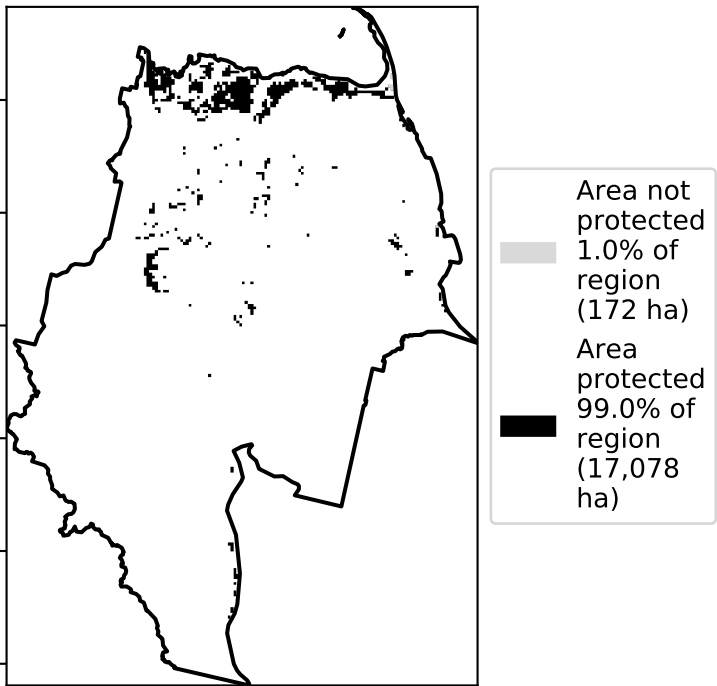 Area not
protected
1.0% of
region
(172 ha)
Area
protected
99.0% of
region
(17,078
ha)